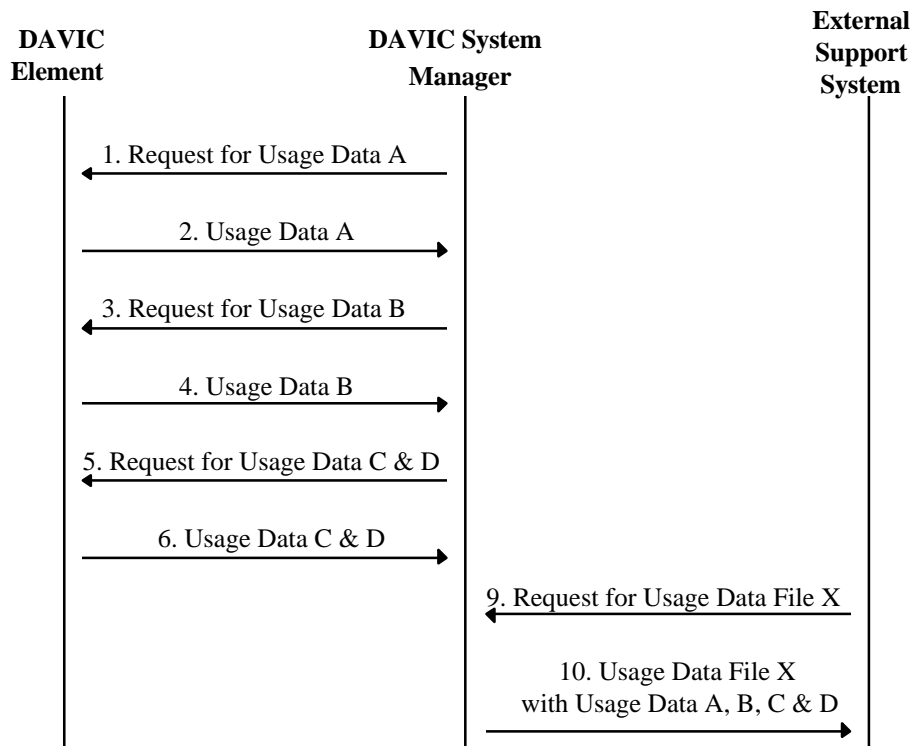 DAVIC
Element
DAVIC System
Manager
External
Support
System
1. Request for Usage Data A
2. Usage Data A
3. Request for Usage Data B
4. Usage Data B
5. Request for Usage Data C & D
6. Usage Data C & D
9. Request for Usage Data File X
10. Usage Data File X
with Usage Data A, B, C & D